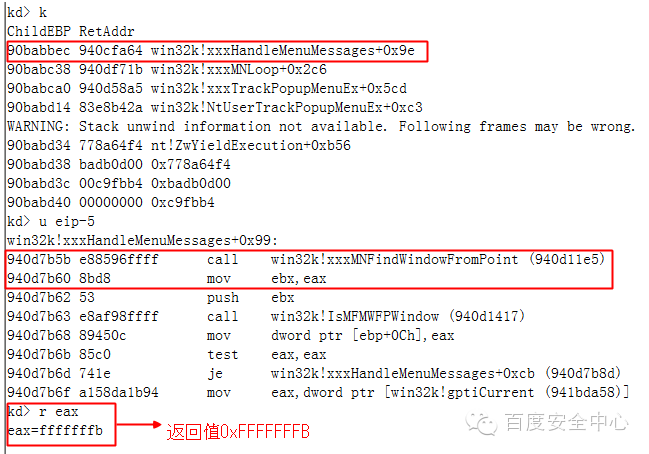 kd> k
ChildEBP RetAddr
90babbec 940cfa64 win32k!xxxHandleMenuMessages+0x9e
90babc38 940df71b win32k!xxxMNLoop+0x2c6
90babca0 940d58a5 win32k!xxxTrackPopupMenuEx+0x5cd
90babd14 83e8b42a win32k!NtUserTrackPopupMenuEx+0xc3
WARNING: Stack unwind information not available. Following frames may be wrong.
90babd34 778a64f4 nt!ZwYieldExecution+0xb56
90babd38 badb0d00 0x778a64f4
90babd3c 00c9fbb4 0xbadb0d00
90babd40 00000000 0xc9fbb4
kd> u eip-5
win32k!xxxHandleMenuMessages+0x99:
940d7b5b e88596ffff call win32k!xxxMNFindWindowFromPoint (940d11e5)
940d7b60 8bd8 mov ebx,eax
940d7b62 53 push ebx
940d7b63 e8af98ffff call win32k!IsMFMWFPWindow (940d1417)
940d7b68 89450c mov dword ptr [ebp+0Ch],eax
940d7b6b 85c0 test eax,eax
940d7b6d 741e je win32k!xxxHandleMenuMessages+0xcb (940d7b8d)
940d7b6f a158da1b94 mov eax,dword ptr [win32k!gptiCurrent (941bda58)]
kd> r eax
eax=fffffffb
返回值0xFFFFFFFB
百度安全中心